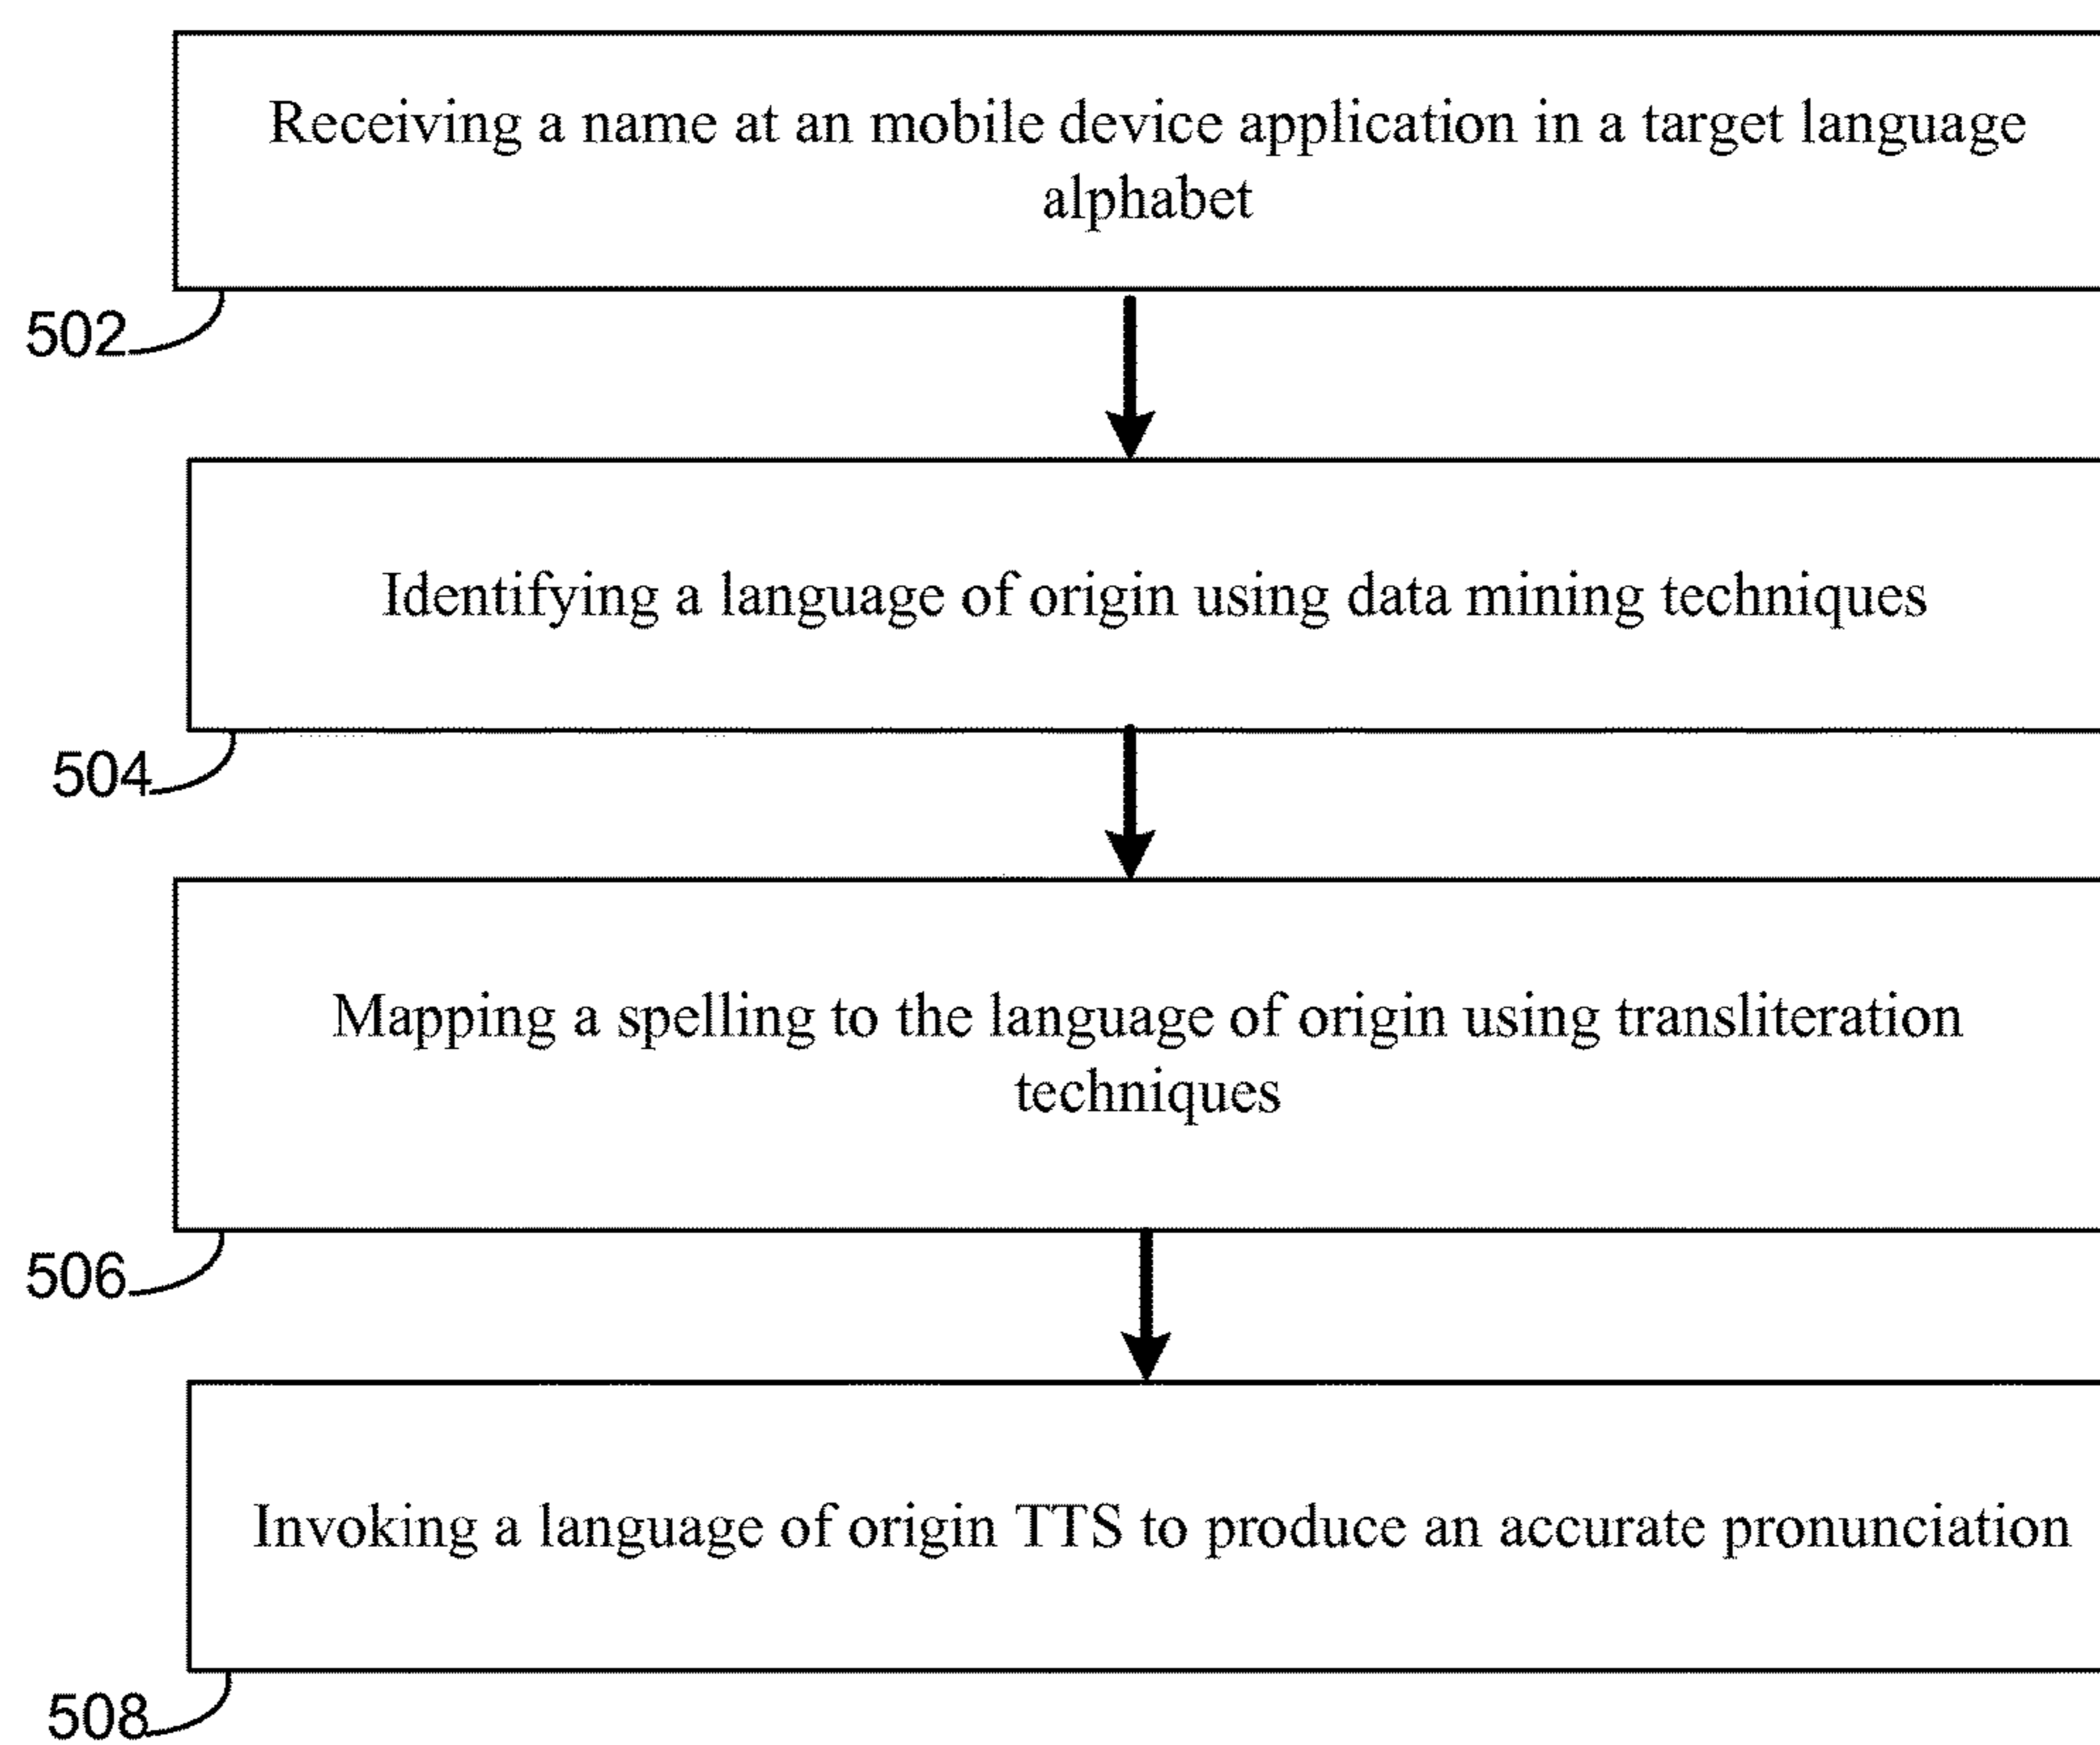 Receiving a name at an mobile device application in a target language
alphabet
502
Identifying a language of origin using data mining techniques
504
Mapping a spelling to the language of origin using transliteration
techniques
506
Invoking a language of origin TTS to produce an accurate pronunciation
508